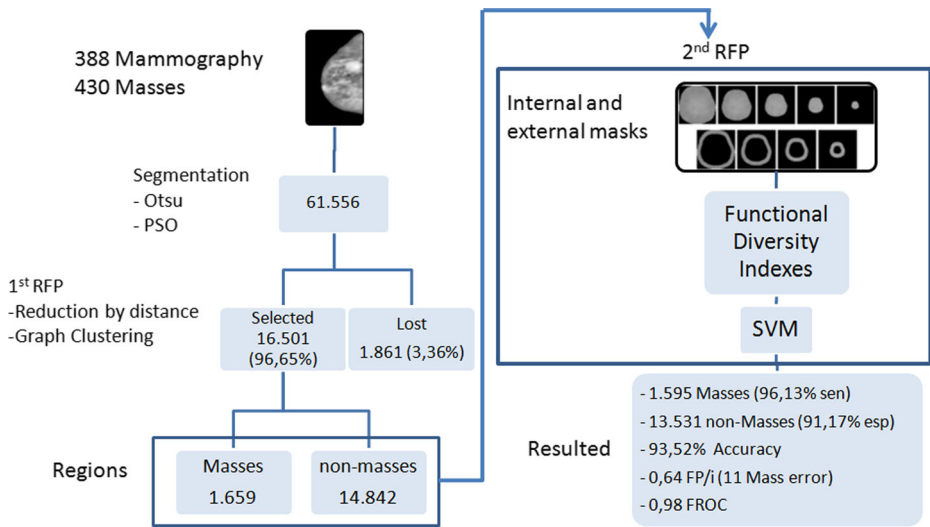 388 Mammography
430 Masses
Segmentation
- Otsu
- PSO
61.556
1st RFP
-Reduction by distance
-Graph Clustering
Selected
16.501
(96,65%)
Lost
1.861 (3,36%)
Regions
Masses
1.659
non-masses
14.842
2nd RFP
Internal and
external masks
Functional
Diversity
Indexes
SVM
Resulted
- 1.595 Masses (96,13% sen)
- 13.531 non-Masses (91,17% esp)
- 93,52% Accuracy
- 0,64 FP/i (11 Mass error)
- 0,98 FROC